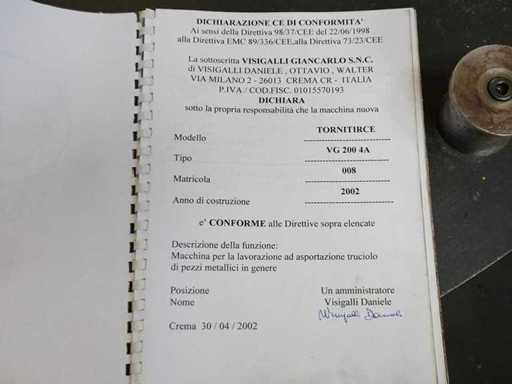 DICHIARAZIONE CE DI CONFORMITA'
Ai sensi della Direttiva 98/37/CEE del 22/06/1998
alla Direttiva EMC 89/336/CEE,alla Direttiva 73/23/CEE
La sottoscritta VISIGALLI GIANCARLO S.N.C.
di VISIGALLI DANIELE , OTTAVIO , WALTER
VIA MILANO 2 - 26013 CREMA CR - ITALIA
P.IVA / COD.FISC. 01015570193
DICHIARA
sotto la propria responsabilità che la macchina nuova
Modello TORNITIRCE
Tipo VG 200 4A
Matricola 008
Anno di costruzione 2002
e' CONFORME alle Direttive sopra elencate
Descrizione della funzione:
Macchina per la lavorazione ad asportazione truciolo
di pezzi metallici in genere
Posizione Un amministratore
Nome Visigalli Daniele
Visigalli Daniele
Crema 30 / 04 / 2002